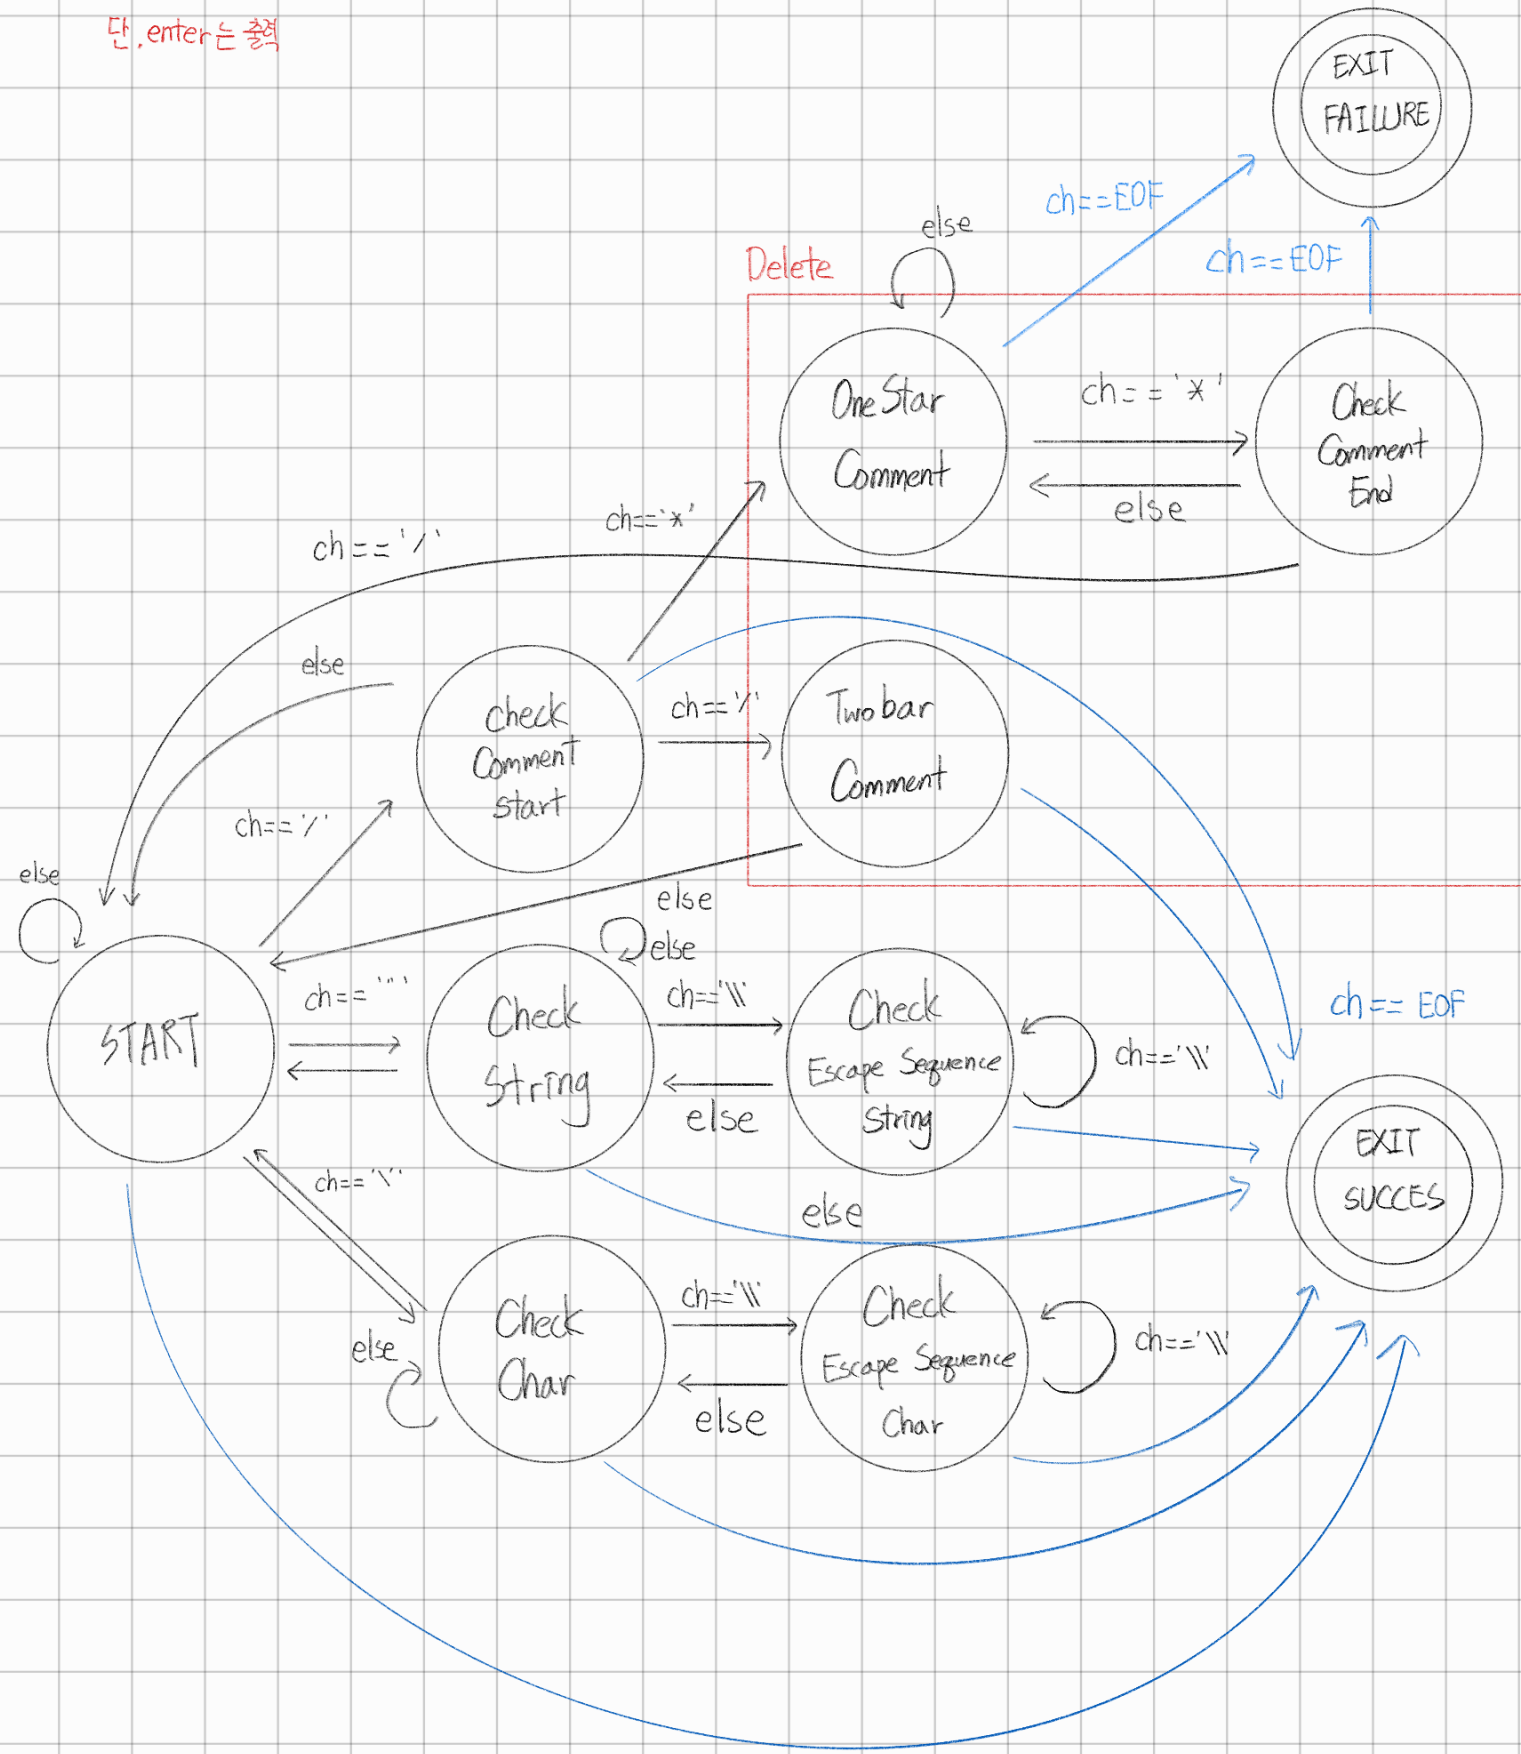 단, enter는 출력
EXIT
FAILURE
ch==EOF
else
ch==EOF
Delete
One Star
Comment
ch=='*'
else
Check
Comment
End
ch=='*'
ch=='/'
else
check
Comment
start
ch=='/'
Two bar
Comment
ch=='/'
else
else
else
START
ch=='"'
Check
String
ch=='\\'
else
Check
Escape Sequence
String
ch=='\\'
ch==EOF
EXIT
SUCCES
else
ch=='\''
else
Check
Char
ch=='\\'
else
Check
Escape Sequence
Char
ch=='\\'